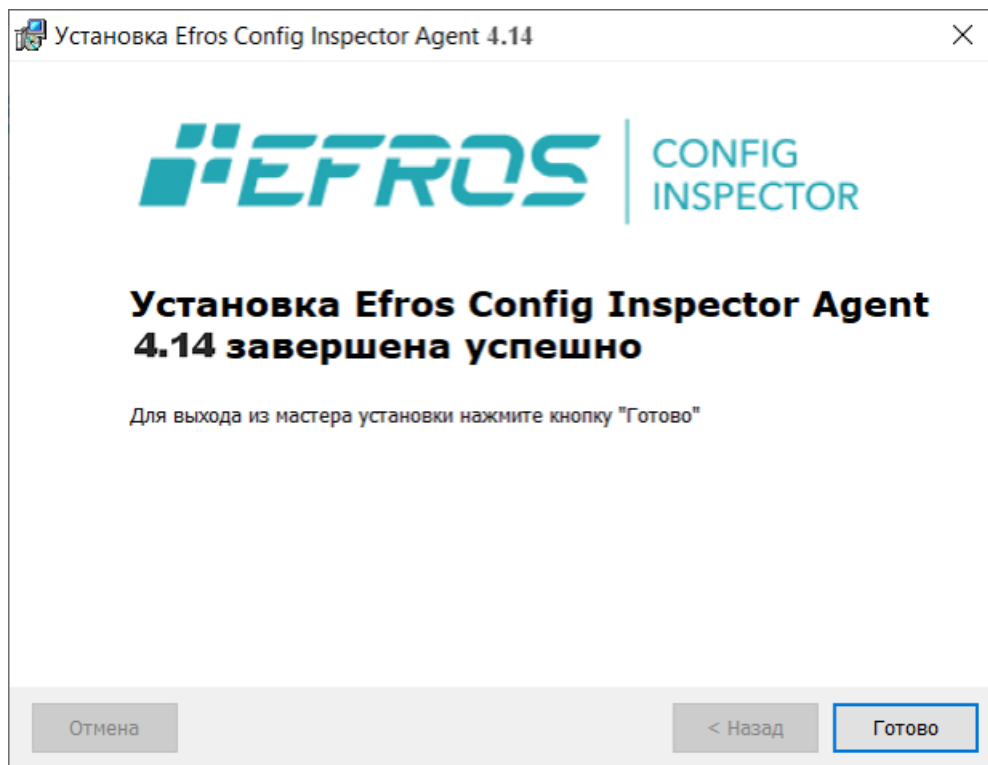 Установка Efros Config Inspector Agent 4.14
EFROS
CONFIG
INSPECTOR
Установка Efros Config Inspector Agent
4.14 завершена успешно
Для выхода из мастера установки нажмите кнопку "Готово"
Отмена
< Назад
Готово